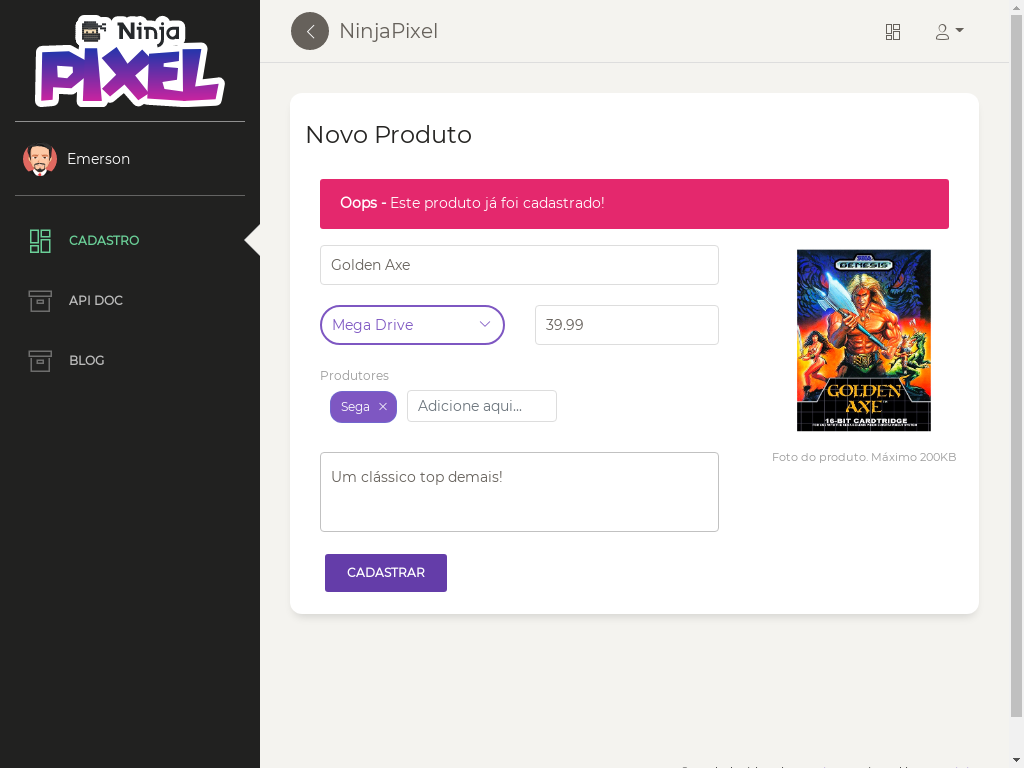 Ninja
PIXEL
NinjaPixel
Emerson
CADASTRO
API DOC
BLOG
Novo Produto
Oops - Este produto já foi cadastrado!
Golden Axe
Mega Drive
39.99
Produtores
Sega ×
Adicione aqui...
Um clássico top demais!
CADASTRAR
SEGA
GENESIS
GOLDEN
AXE
16-BIT CARDTRIDGE
Foto do produto. Máximo 200KB